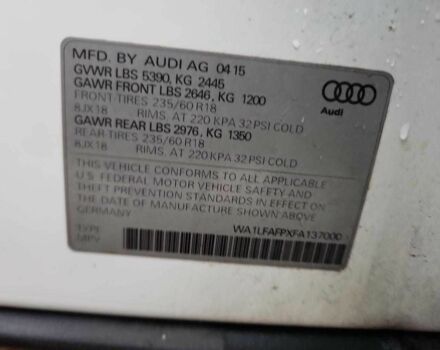 MFD. BY AUDI AG 04 15
GVWR LBS 5390, KG 2445
GAWR FRONT LBS 2646, KG 1200
FRONT-TIRES 235/60 R18
8JX18 RIMS. AT 220 KPA 32 PSI COLD
GAWR REAR LBS 2976, KG 1350
REAR-TIRES 235/60 R18
8JX18 RIMS. AT 220 KPA 32 PSI COLD
Audi
THIS VEHICLE CONFORMS TO ALL APPLICABLE
U.S. FEDERAL MOTOR VEHICLE SAFETY AND
THEFT PREVENTION STANDARDS IN EFFECT ON
THE DATE OF MANUFACTURE SHOWN ABOVE.
GERMANY
WA1LFAFPXFA137000
TYPE
MPV